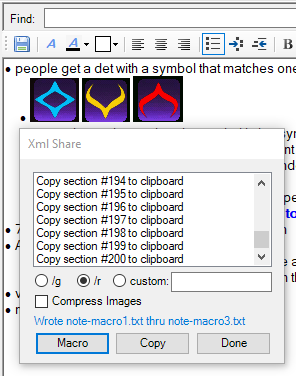 Find:
A A B
people get a det with a symbol that matches one
Xml Share
Copy section #194 to clipboard
Copy section #195 to clipboard
Copy section #196 to clipboard
Copy section #197 to clipboard
Copy section #198 to clipboard
Copy section #199 to clipboard
Copy section #200 to clipboard
/g /r custom:
Compress Images
Wrote note-macro1.txt thru note-macro3.txt
Macro Copy Done